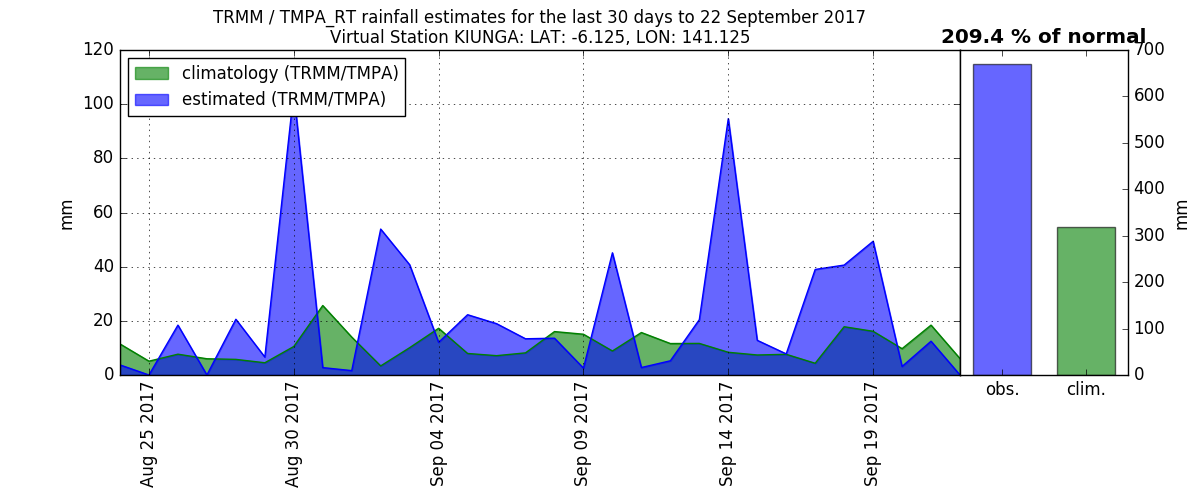 TRMM / TMPA_RT rainfall estimates for the last 30 days to 22 September 2017
Virtual Station KIUNGA: LAT: -6.125, LON: 141.125
209.4 % of normal
climatology (TRMM/TMPA)
estimated (TRMM/TMPA)
120
100
80
60
40
20
0
mm
700
600
500
400
300
200
100
0
mm
Aug 25 2017
Aug 30 2017
Sep 04 2017
Sep 09 2017
Sep 14 2017
Sep 19 2017
obs.
clim.